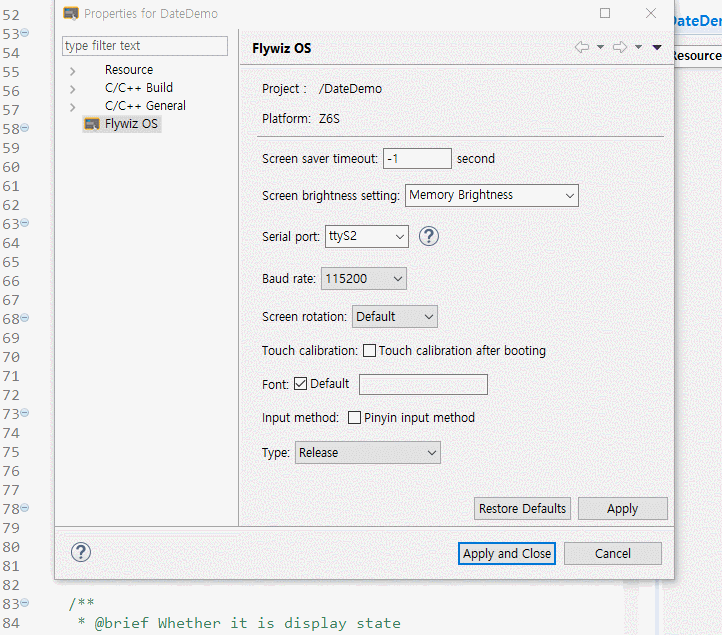 Properties for DateDemo
type filter text
Resource
C/C++ Build
C/C++ General
Flywiz OS
Flywiz OS
Project : /DateDemo
Platform: Z6S
Screen saver timeout: -1 second
Screen brightness setting: Memory Brightness
Serial port: ttyS2 ?
Baud rate: 115200
Screen rotation: Default
Touch calibration: Touch calibration after booting
Font: Default
Input method: Pinyin input method
Type: Release
Restore Defaults Apply
? Apply and Close Cancel
52
53
54
55
56
57
58
59
60
61
62
63
64
65
66
67
68
69
70
71
72
73
74
75
76
77
78
79
80
81
82
83 /**
84 * @brief Whether it is display state
Resource